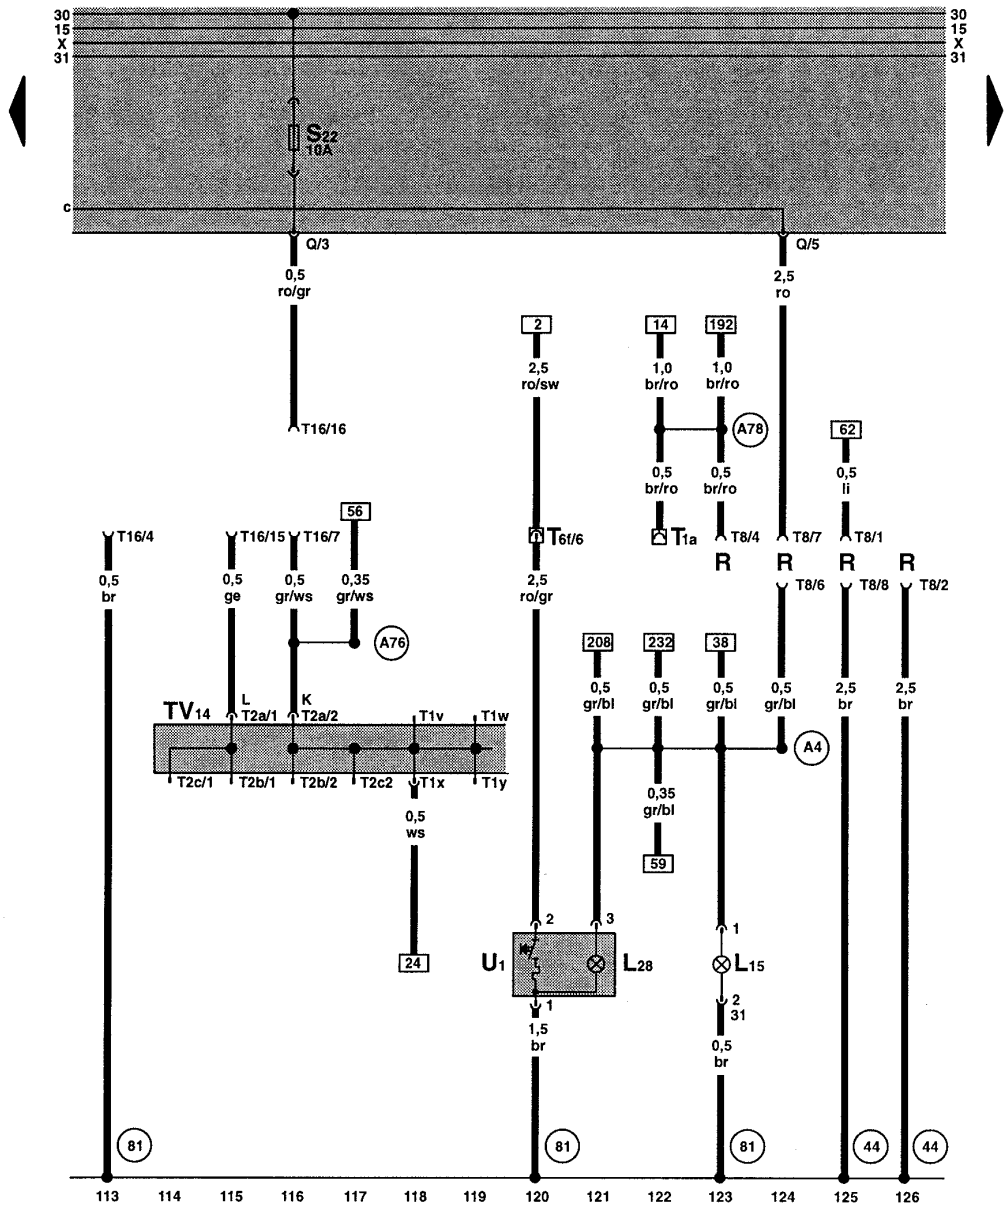 30 30
15 15
X X
31 31
S22
10A
c
Q/3 Q/5
0,5 2,5
ro/gr ro
2 14 192
2,5 1,0 1,0
ro/sw br/ro br/ro
T16/16 A78 62
0,5 0,5 0,5
br/ro br/ro li
56
T16/4 T16/15 T16/7 T6f/6 T1a T8/4 T8/7 T8/1
R R R R
0,5 0,5 0,5 0,35 2,5 T8/6 T8/8 T8/2
br ge gr/ws gr/ws ro/gr
A76 208 232 38
0,5 0,5 0,5 0,5 2,5 2,5
gr/bl gr/bl gr/bl gr/bl br br
L K
TV14 T2a/1 T2a/2 T1v T1w
A4
T2c/1 T2b/1 T2b/2 T2c2 T1x T1y
0,35
gr/bl
0,5
ws
59
2 3 1
24 U1 L28 L15
1 2
31
1,5 0,5
br br
81 81 81 44 44
113 114 115 116 117 118 119 120 121 122 123 124 125 126